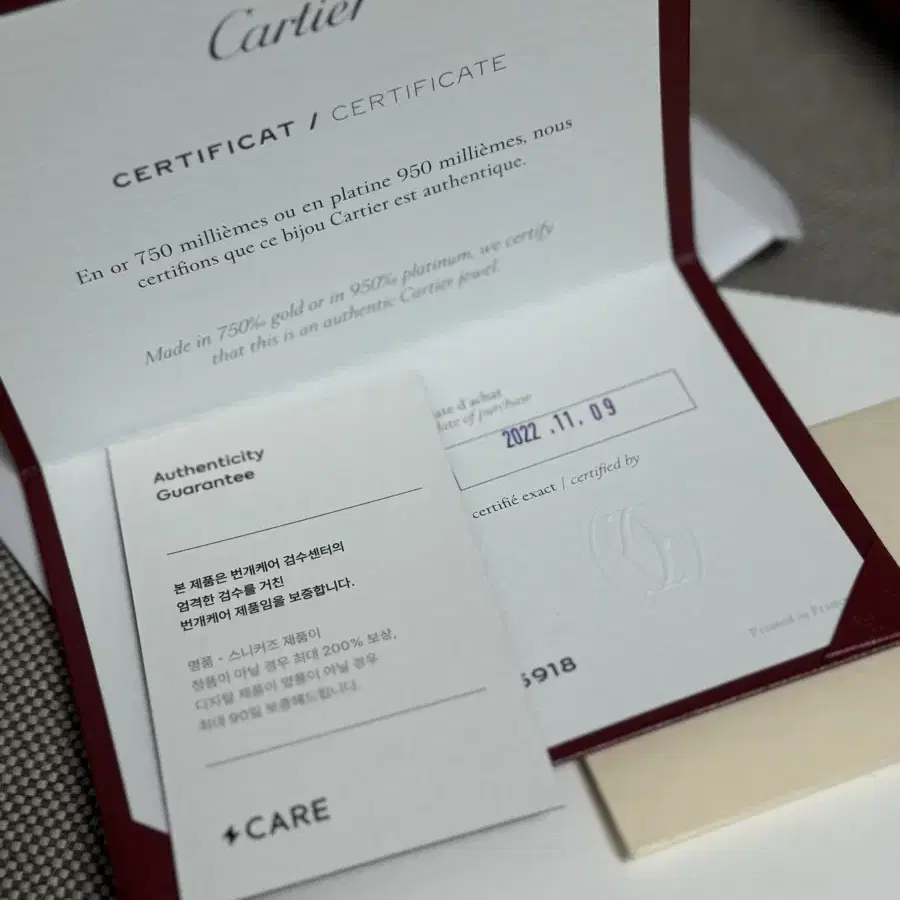 Cartier
CERTIFICAT / CERTIFICATE
En or 750 millièmes ou en platine 950 millièmes, nous
certifions que ce bijou Cartier est authentique.
Made in 750‰ gold or in 950‰ platinum, we certify
that this is an authentic Cartier jewel.
d'achat
date of purchase
2022 .11. 09
certifié exact | certified by
Printed in
918
Authenticity
Guarantee
본 제품은 번개케어 검수센터의
엄격한 검수를 거친
번개케어 제품임을 보증합니다.
명품 · 스니커즈 제품이
정품이 아닐 경우 최대 200% 보상,
디지털 제품이 정품이 아닐 경우
최대 90일 보증해드립니다.
CARE